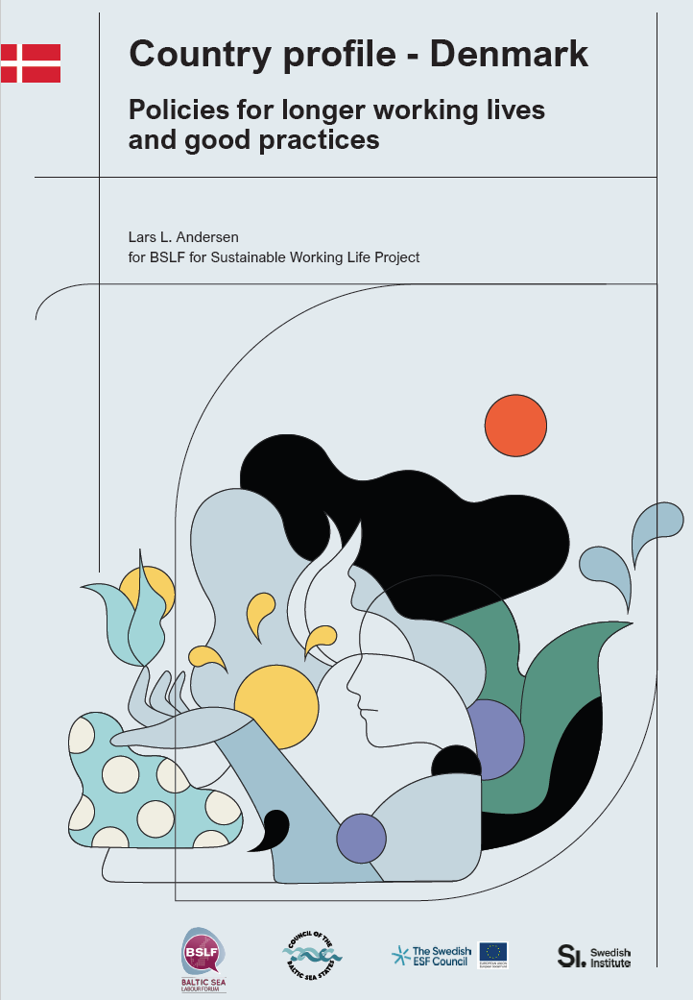 Country profile - Denmark
Policies for longer working lives
and good practices
Lars L. Andersen
for BSLF for Sustainable Working Life Project
BSLF
BALTIC SEA
LABOUR FORUM
COUNCIL OF THE
BALTIC SEA STATES
The Swedish
ESF Council
EUROPEAN UNION
SI.
Swedish
Institute